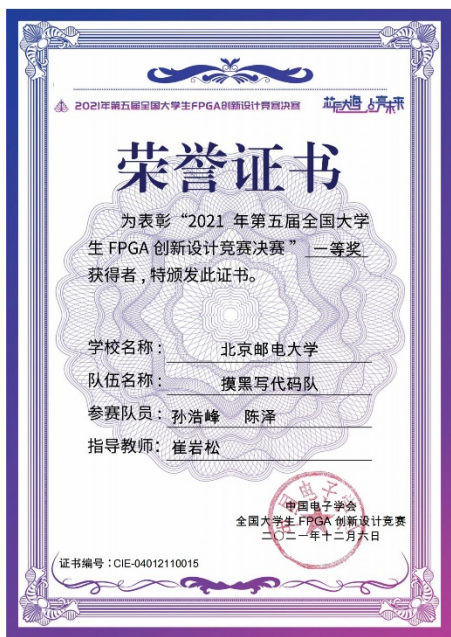 2021年第五届全国大学生FPGA创新设计竞赛决赛
荣誉证书
为表彰“2021 年第五届全国大学
生 FPGA 创新设计竞赛决赛” 一等奖
获得者,特颁发此证书。
学校名称: 北京邮电大学
队伍名称: 摸黑写代码队
参赛队员: 孙浩峰 陈泽
指导教师: 崔岩松
中国电子学会
全国大学生 FPGA 创新设计竞赛
二〇二一年十二月六日
证书编号:CIE-04012110015